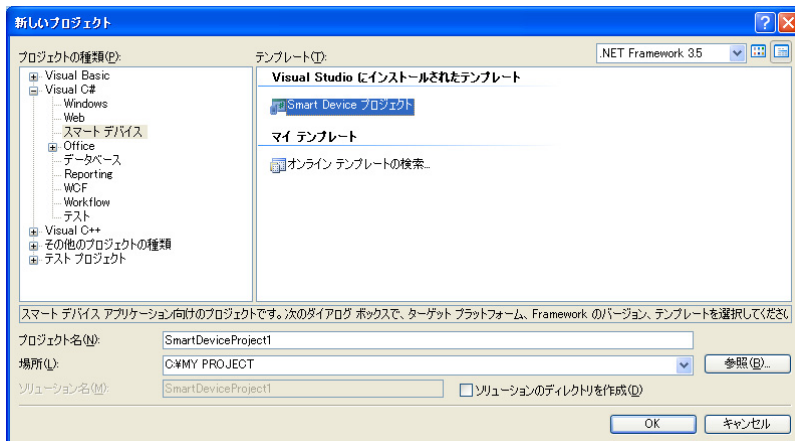 新しいプロジェクト
プロジェクトの種類(P):
テンプレート(T):
.NET Framework 3.5
Visual Basic
Visual C#
Windows
Web
スマート デバイス
Office
データベース
Reporting
WCF
Workflow
テスト
Visual C++
その他のプロジェクトの種類
テスト プロジェクト
Visual Studio にインストールされたテンプレート
Smart Device プロジェクト
マイ テンプレート
オンライン テンプレートの検索...
スマート デバイス アプリケーション向けのプロジェクトです。次のダイアログ ボックスで、ターゲット プラットフォーム、Framework のバージョン、テンプレートを選択してくださ
プロジェクト名(N):
SmartDeviceProject1
場所(L):
C:¥MY PROJECT
参照(B)...
ソリューション名(M):
SmartDeviceProject1
ソリューションのディレクトリを作成(D)
OK
キャンセル